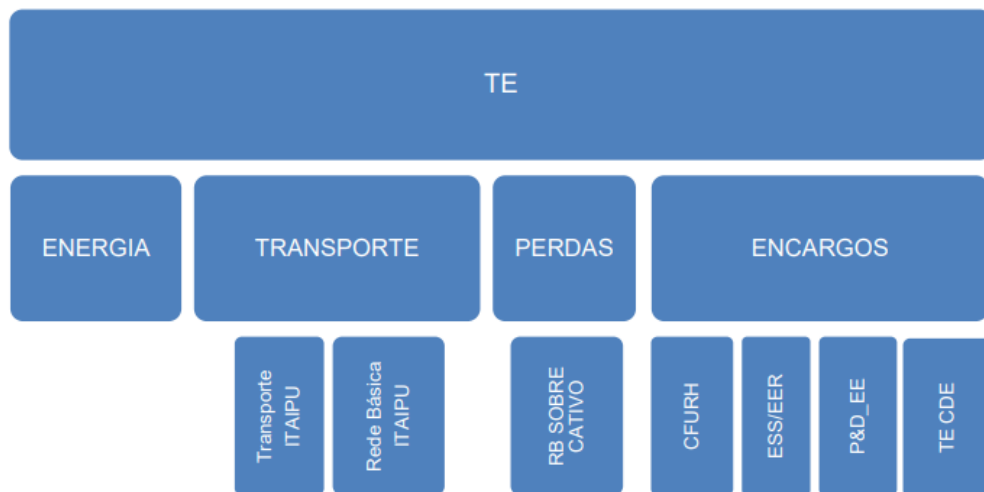 TE
ENERGIA
TRANSPORTE
PERDAS
ENCARGOS
Transporte
ITAIPU
Rede Básica
ITAIPU
RB SOBRE
CATIVO
CFURH
ESS/EER
P&D_EE
TE CDE